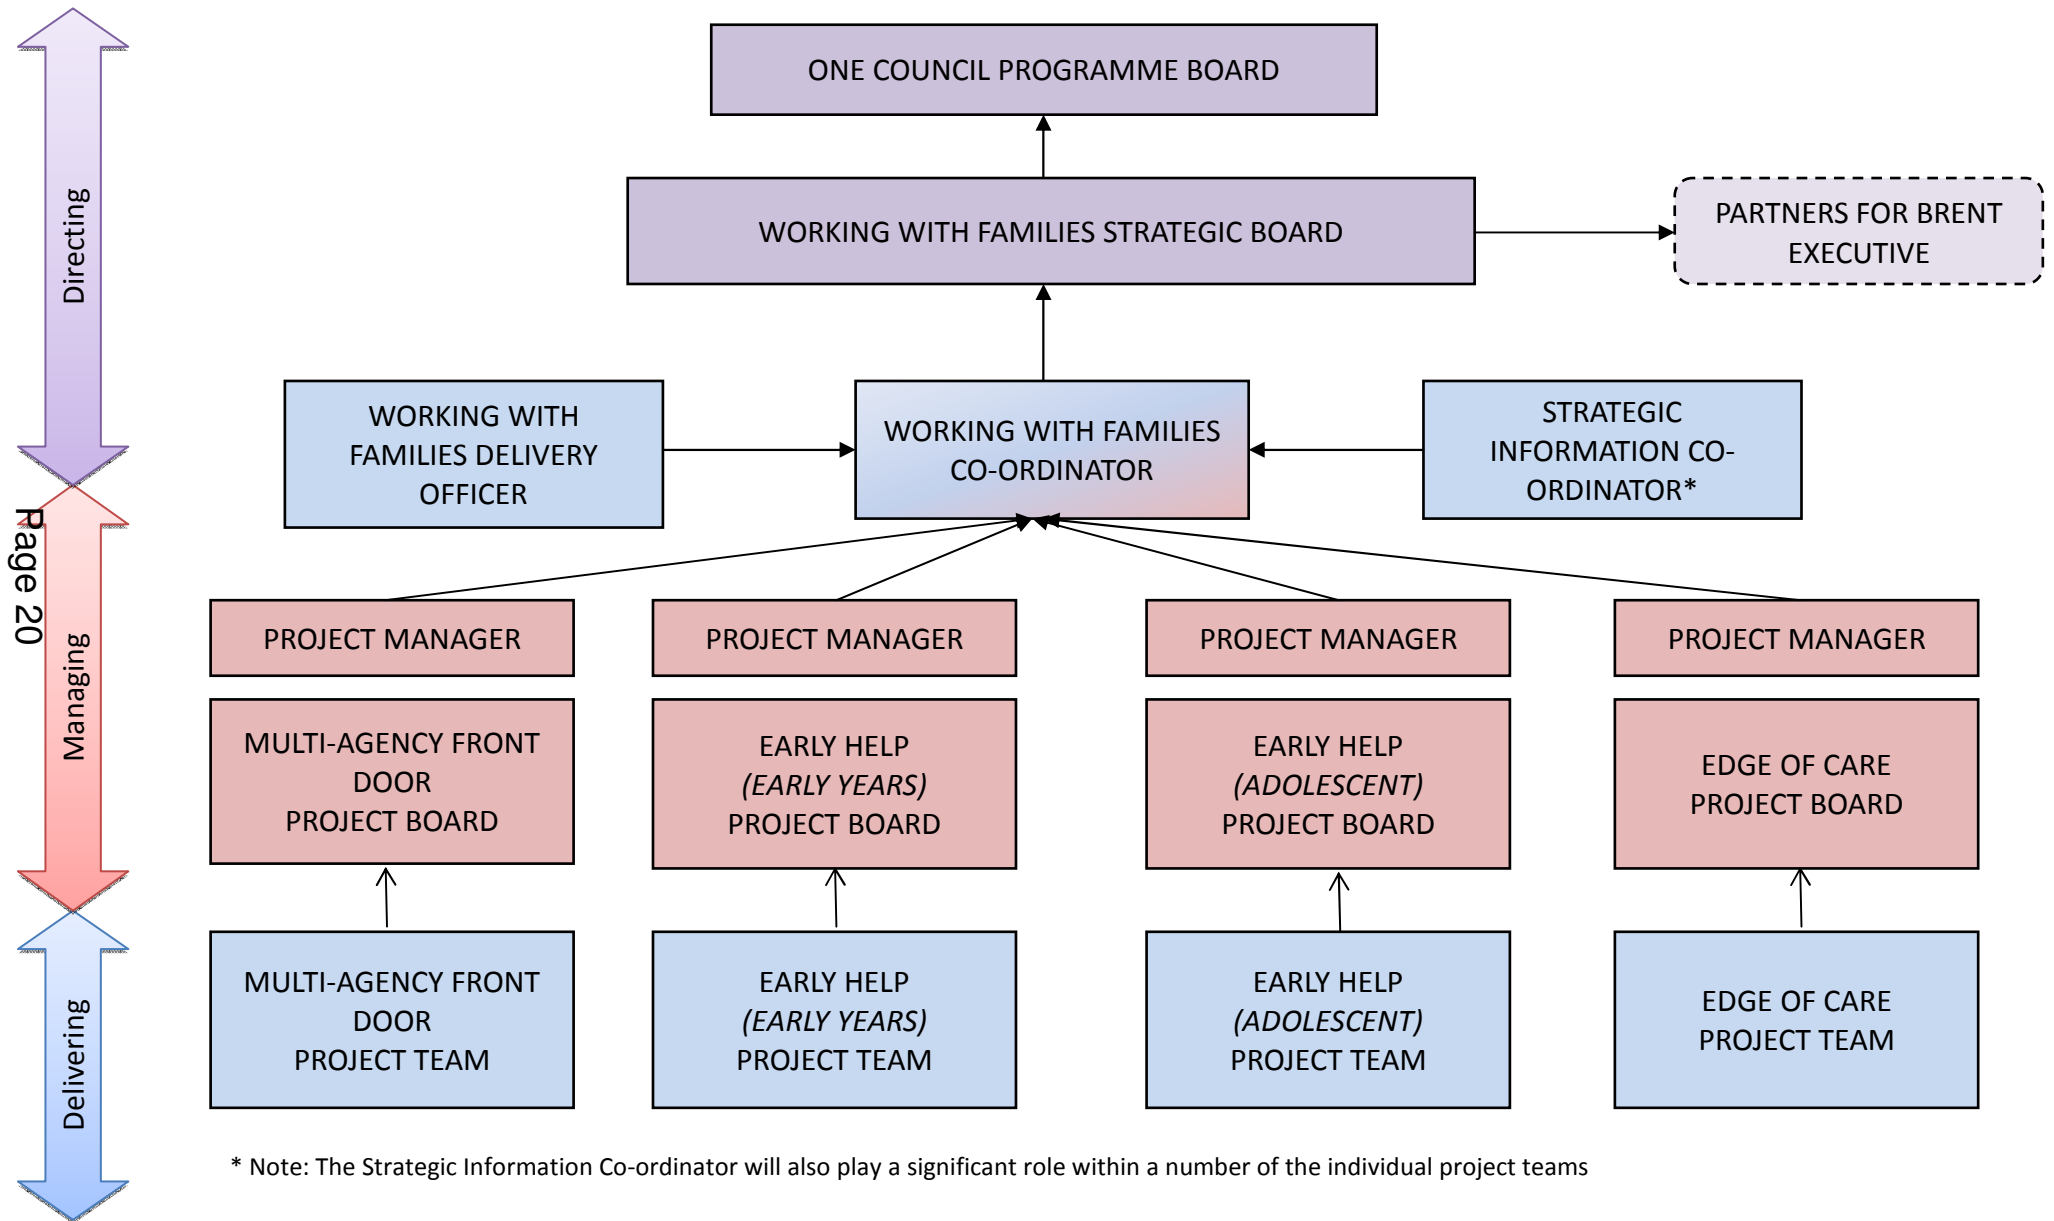 ONE COUNCIL PROGRAMME BOARD
WORKING WITH FAMILIES STRATEGIC BOARD
PARTNERS FOR BRENT
EXECUTIVE
Directing
WORKING WITH
FAMILIES DELIVERY
OFFICER
WORKING WITH FAMILIES
CO-ORDINATOR
STRATEGIC
INFORMATION CO-
ORDINATOR*
Page 20
Managing
PROJECT MANAGER
PROJECT MANAGER
PROJECT MANAGER
PROJECT MANAGER
MULTI-AGENCY FRONT
DOOR
PROJECT BOARD
EARLY HELP
(EARLY YEARS)
PROJECT BOARD
EARLY HELP
(ADOLESCENT)
PROJECT BOARD
EDGE OF CARE
PROJECT BOARD
Delivering
MULTI-AGENCY FRONT
DOOR
PROJECT TEAM
EARLY HELP
(EARLY YEARS)
PROJECT TEAM
EARLY HELP
(ADOLESCENT)
PROJECT TEAM
EDGE OF CARE
PROJECT TEAM
* Note: The Strategic Information Co-ordinator will also play a significant role within a number of the individual project teams